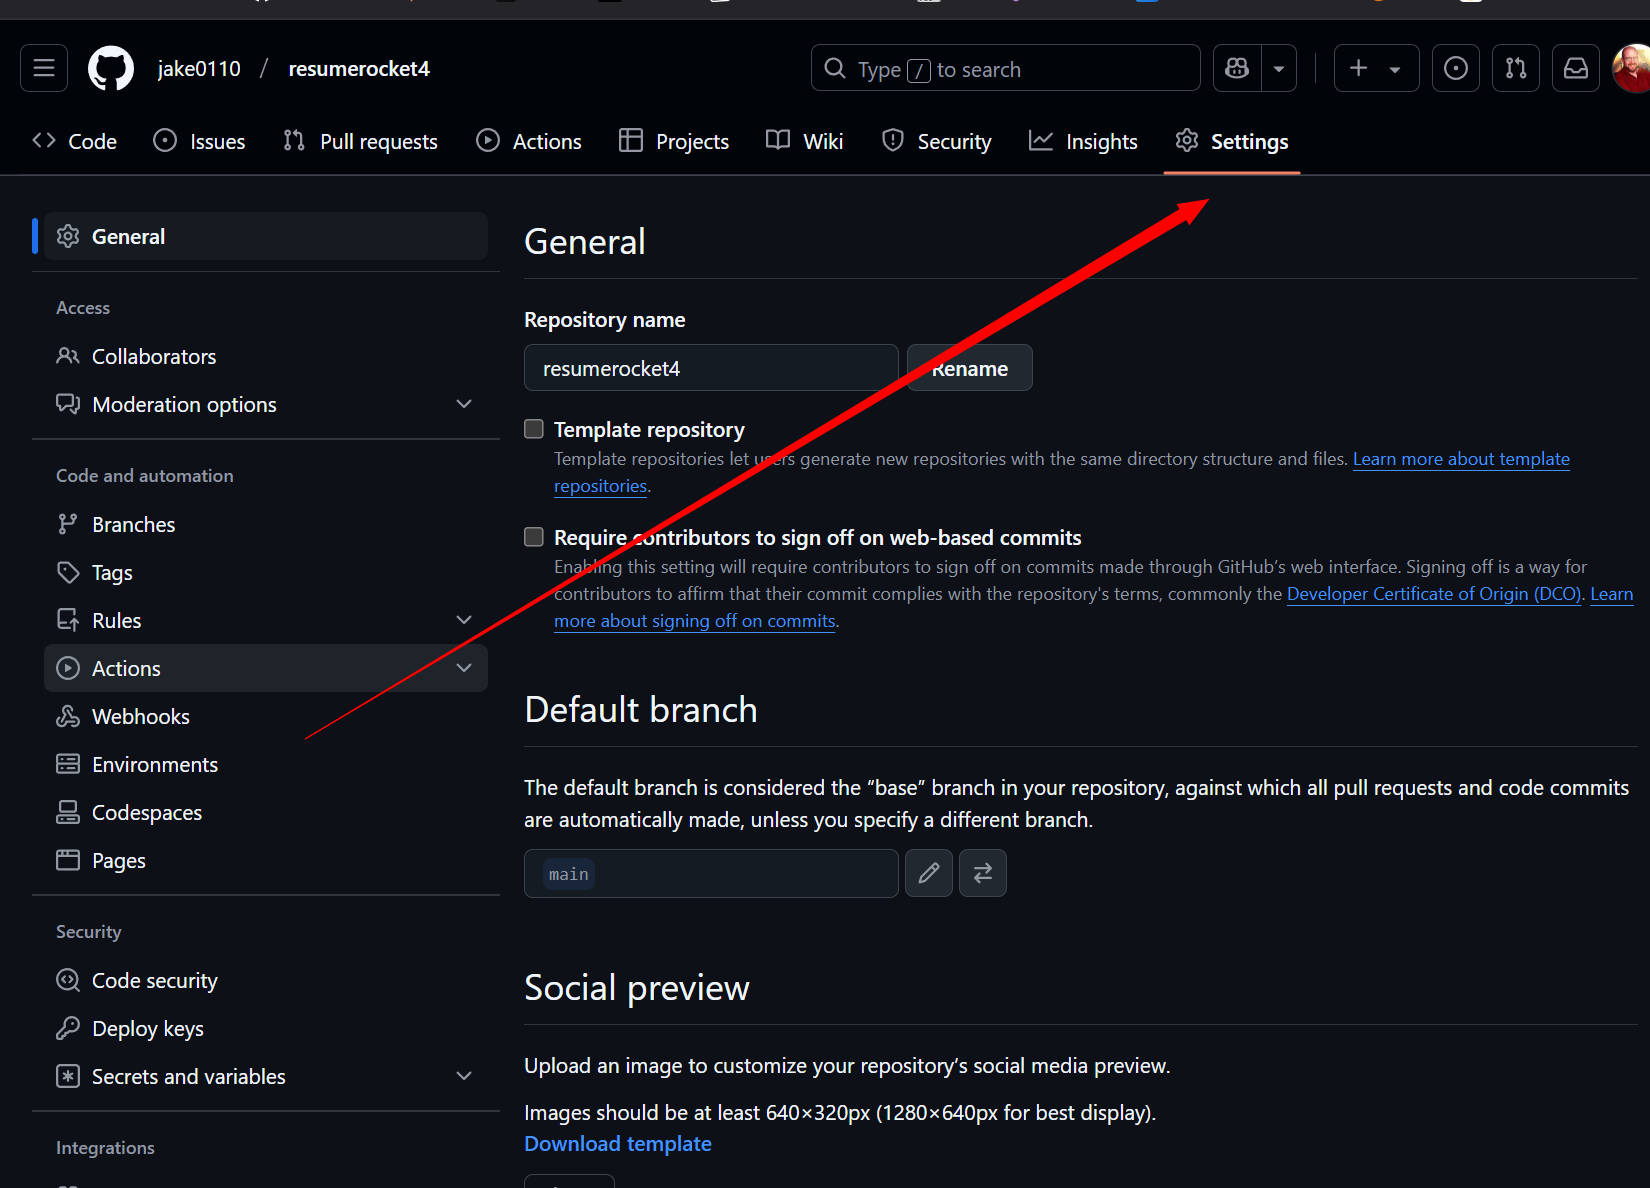 jake0110 / resumerocket4
Type / to search
Code Issues Pull requests Actions Projects Wiki Security Insights Settings
General
Access
Collaborators
Moderation options
Code and automation
Branches
Tags
Rules
Actions
Webhooks
Environments
Codespaces
Pages
Security
Code security
Deploy keys
Secrets and variables
Integrations
General
Repository name
resumerocket4 Rename
Template repository
Template repositories let users generate new repositories with the same directory structure and files. Learn more about template
repositories.
Require contributors to sign off on web-based commits
Enabling this setting will require contributors to sign off on commits made through GitHub’s web interface. Signing off is a way for
contributors to affirm that their commit complies with the repository's terms, commonly the Developer Certificate of Origin (DCO). Learn
more about signing off on commits.
Default branch
The default branch is considered the “base” branch in your repository, against which all pull requests and code commits
are automatically made, unless you specify a different branch.
main
Social preview
Upload an image to customize your repository’s social media preview.
Images should be at least 640×320px (1280×640px for best display).
Download template